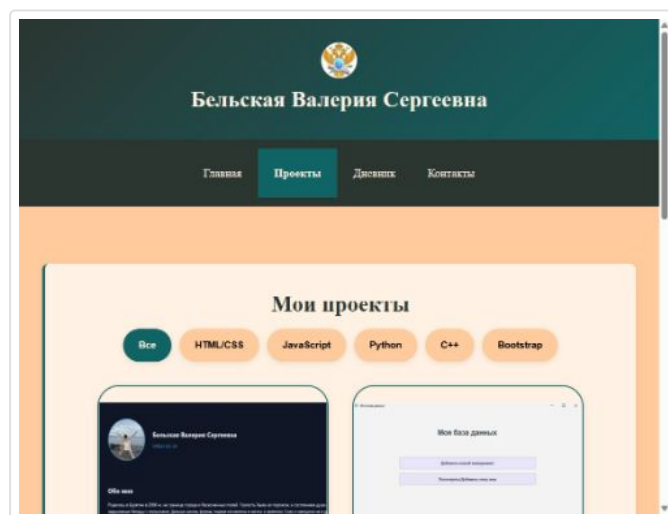 Бельская Валерия Сергеевна
Главная Проекты Дневник Контакты
Мои проекты
Все HTML/CSS JavaScript Python C++ Bootstrap
Бельская Валерия Сергеевна
Обо мне
Моя база данных